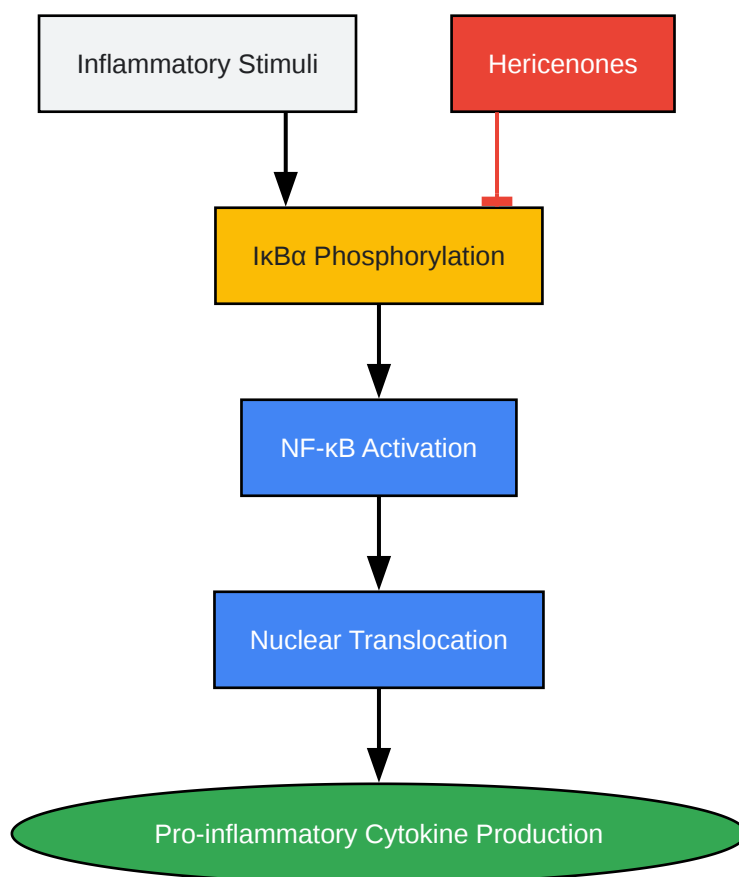 Inflammatory Stimuli
Hericenones
IκBα Phosphorylation
NF-κB Activation
Nuclear Translocation
Pro-inflammatory Cytokine Production